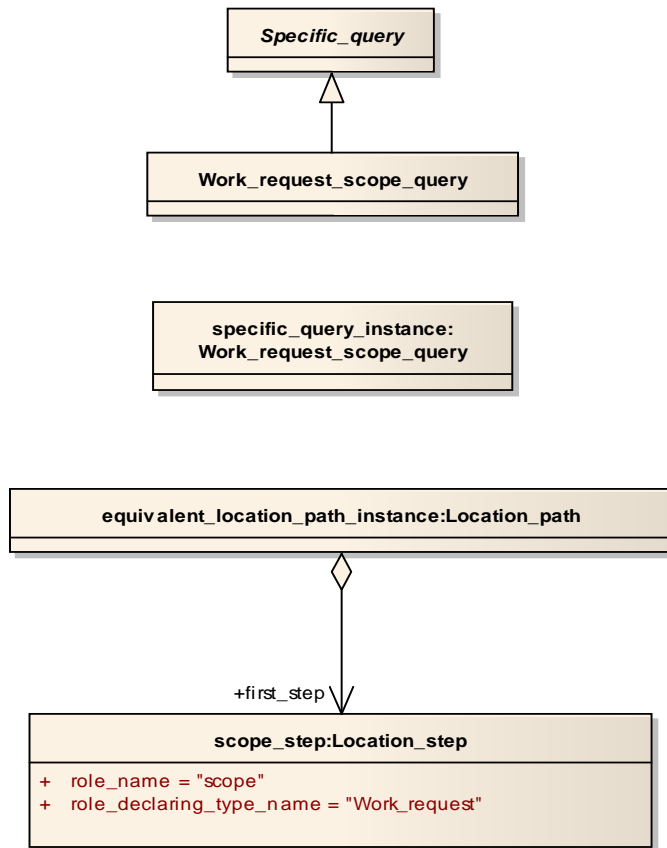 Specific_query
Work_request_scope_query
specific_query_instance:
Work_request_scope_query
equivalent_location_path_instance:Location_path
+first_step
scope_step:Location_step
+ role_name = "scope"
+ role_declaring_type_name = "Work_request"